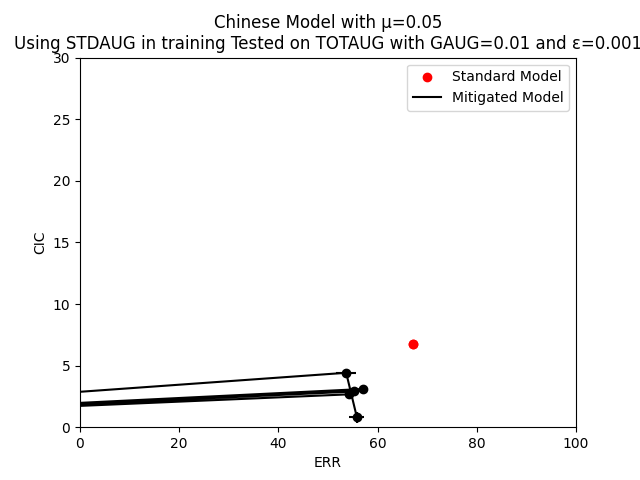 Chinese Model with μ=0.05
Using STDAUG in training Tested on TOTAUG with GAUG=0.01 and ε=0.001
Standard Model
Mitigated Model
30
25
20
15
10
5
0
CIC
0 20 40 60 80 100
ERR